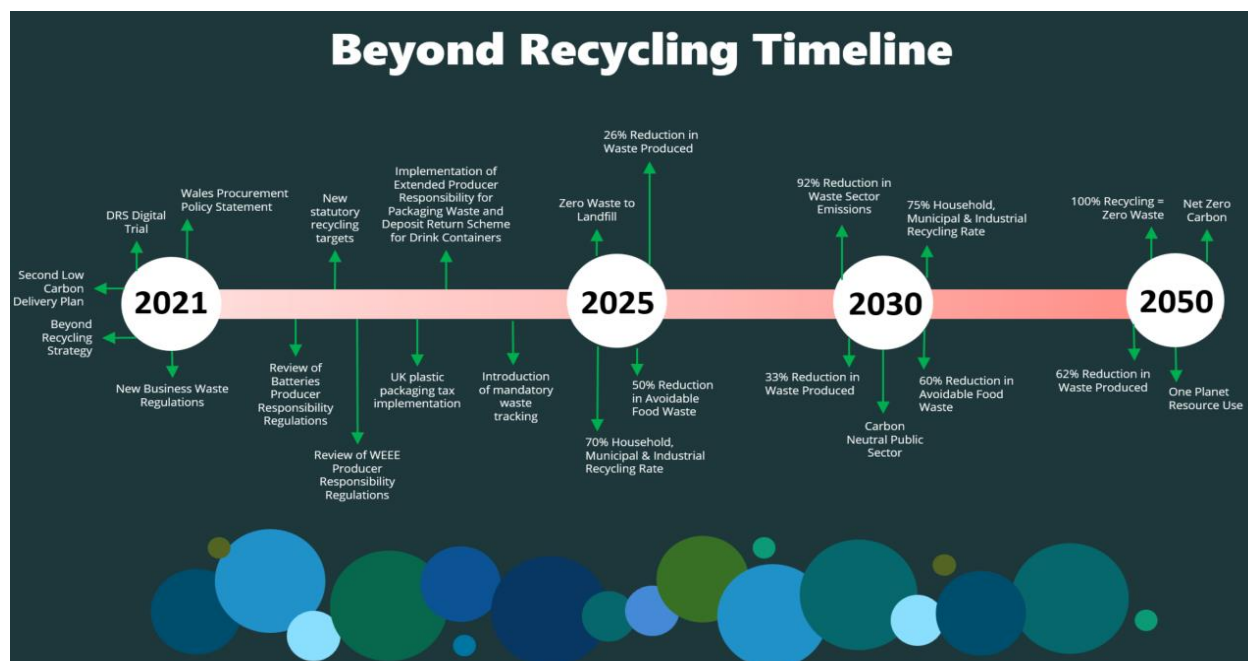 Beyond Recycling Timeline
DRS Digital
Trial
Wales Procurement
Policy Statement
Second Low
Carbon
Delivery Plan
Beyond
Recycling
Strategy
2021
New Business Waste
Regulations
New
statutory
recycling
targets
Implementation of
Extended Producer
Responsibility for
Packaging Waste and
Deposit Return Scheme
for Drink Containers
Review of
Batteries
Producer
Responsibility
Regulations
Review of WEEE
Producer
Responsibility
Regulations
UK plastic
packaging tax
implementation
Introduction
of mandatory
waste
tracking
Zero Waste to
Landfill
26% Reduction in
Waste Produced
2025
70% Household,
Municipal & Industrial
Recycling Rate
50% Reduction
in Avoidable
Food Waste
92% Reduction in
Waste Sector
Emissions
75% Household,
Municipal & Industrial
Recycling Rate
2030
33% Reduction in
Waste Produced
Carbon
Neutral Public
Sector
60% Reduction in
Avoidable Food
Waste
100% Recycling =
Zero Waste
Net Zero
Carbon
2050
62% Reduction in
Waste Produced
One Planet
Resource Use